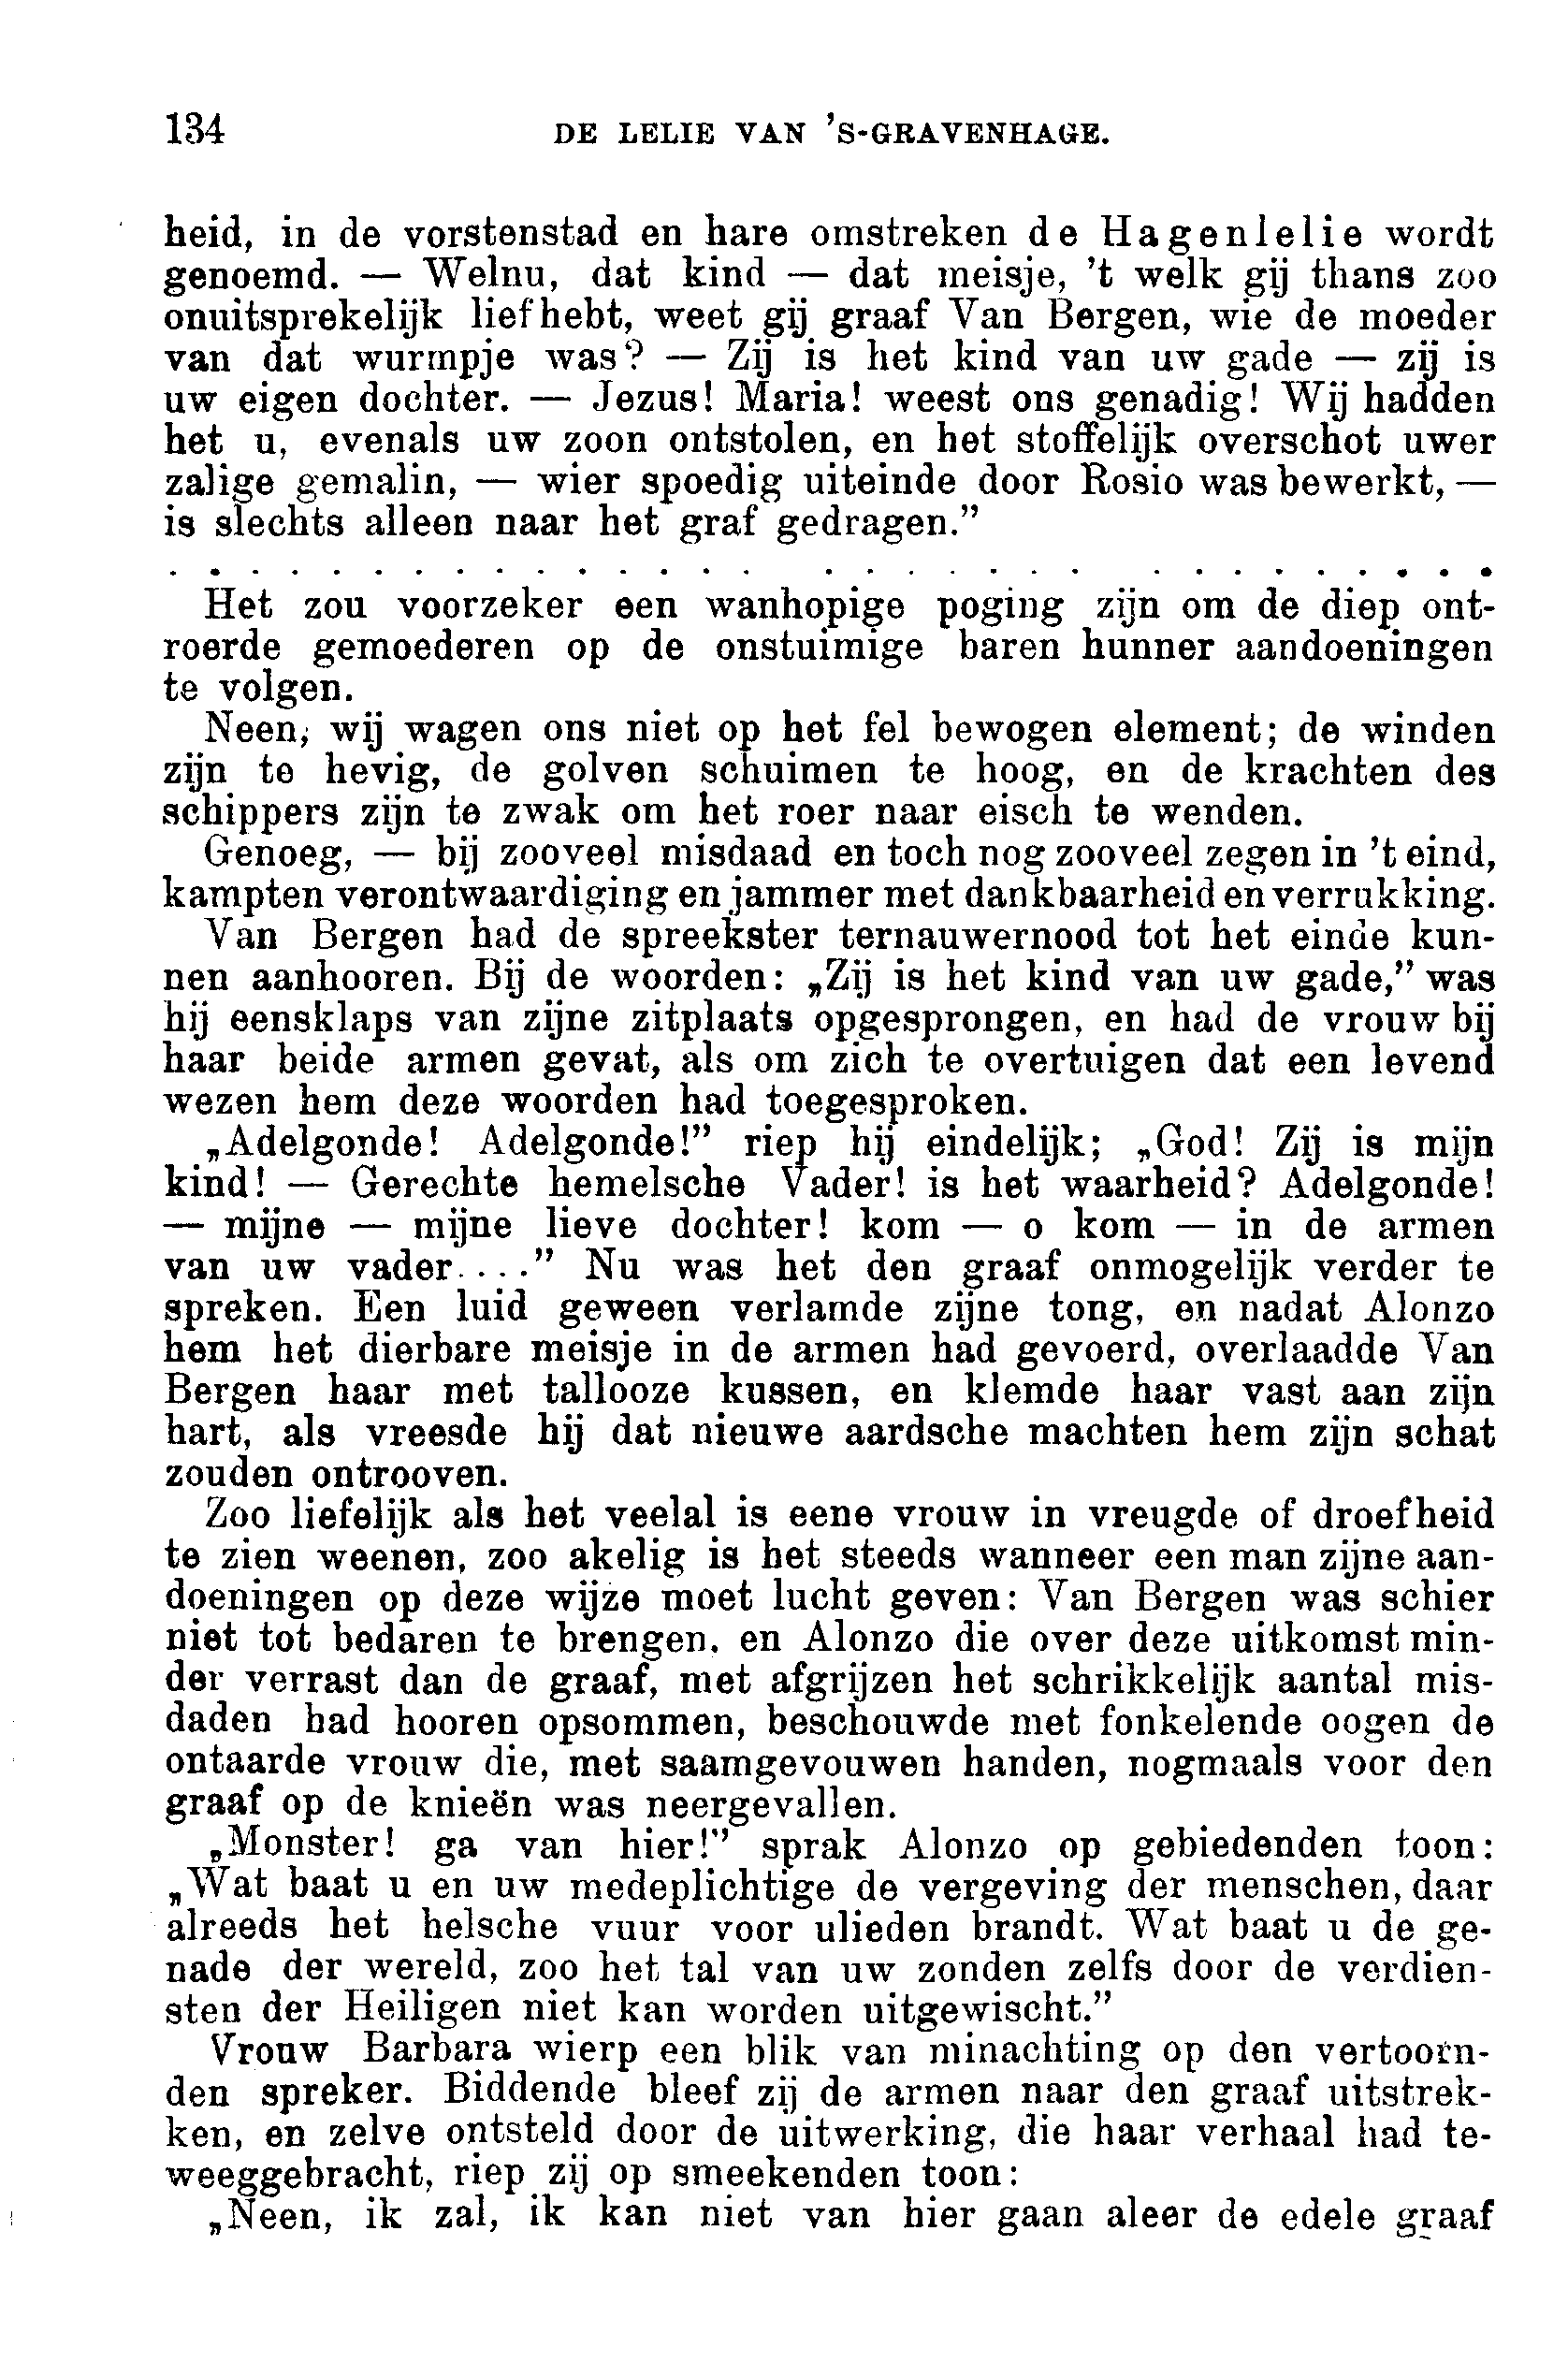 134 DE LELIE VAN 'S-GRAVENHAGE.
heid, in de vorstenstad en hare omstreken de Hagenlelie wordt
genoemd. — Welnu, dat kind — dat meisje, 't welk gij thans zoo
onuitsprekelijk liefhebt, weet gij graaf Van Bergen, wie de moeder
van dat wurmpje was? — Zij is het kind van uw gade — zij is
uw eigen dochter. — Jezus! Maria! weest ons genadig! Wij hadden
het u, evenals uw zoon ontstolen, en het stoffelijk overschot uwer
zalige gemalin, — wier spoedig uiteinde door Rosio was bewerkt, —
is slechts alleen naar het graf gedragen.”
. . . . . . . . . . . . . . . . . . . . . . . . . . . . . . .
Het zou voorzeker een wanhopige poging zijn om de diep ont-
roerde gemoederen op de onstuimige baren hunner aandoeningen
te volgen.
Neen, wij wagen ons niet op het fel bewogen element; de winden
zijn te hevig, de golven schuimen te hoog, en de krachten des
schippers zijn te zwak om het roer naar eisch te wenden.
Genoeg, — bij zooveel misdaad en toch nog zooveel zegen in 't eind,
kampten verontwaardiging en jammer met dankbaarheid en verrukking.
Van Bergen had de spreekster ternauwernood tot het einde kun-
nen aanhooren. Bij de woorden: „Zij is het kind van uw gade,” was
hij eensklaps van zijne zitplaats opgesprongen, en had de vrouw bij
haar beide armen gevat, als om zich te overtuigen dat een levend
wezen hem deze woorden had toegesproken.
„Adelgonde! Adelgonde!” riep hij eindelijk; „God! Zij is mijn
kind! — Gerechte hemelsche Vader! is het waarheid? Adelgonde!
— mijne — mijne lieve dochter! kom — o kom — in de armen
van uw vader....” Nu was het den graaf onmogelijk verder te
spreken. Een luid geween verlamde zijne tong, en nadat Alonzo
hem het dierbare meisje in de armen had gevoerd, overlaadde Van
Bergen haar met tallooze kussen, en klemde haar vast aan zijn
hart, als vreesde hij dat nieuwe aardsche machten hem zijn schat
zouden ontrooven.
Zoo liefelijk als het veelal is eene vrouw in vreugde of droefheid
te zien weenen, zoo akelig is het steeds wanneer een man zijne aan-
doeningen op deze wijze moet lucht geven: Van Bergen was schier
niet tot bedaren te brengen, en Alonzo die over deze uitkomst min-
der verrast dan de graaf, met afgrijzen het schrikkelijk aantal mis-
daden had hooren opsommen, beschouwde met fonkelende oogen de
ontaarde vrouw die, met saamgevouwen handen, nogmaals voor den
graaf op de knieën was neergevallen.
„Monster! ga van hier!” sprak Alonzo op gebiedenden toon:
„Wat baat u en uw medeplichtige de vergeving der menschen, daar
alreeds het helsche vuur voor ulieden brandt. Wat baat u de ge-
nade der wereld, zoo het tal van uw zonden zelfs door de verdien-
sten der Heiligen niet kan worden uitgewischt.”
Vrouw Barbara wierp een blik van minachting op den vertoorn-
den spreker. Biddende bleef zij de armen naar den graaf uitstrek-
ken, en zelve ontsteld door de uitwerking, die haar verhaal had te-
weeggebracht, riep zij op smeekenden toon:
„Neen, ik zal, ik kan niet van hier gaan aleer de edele graaf